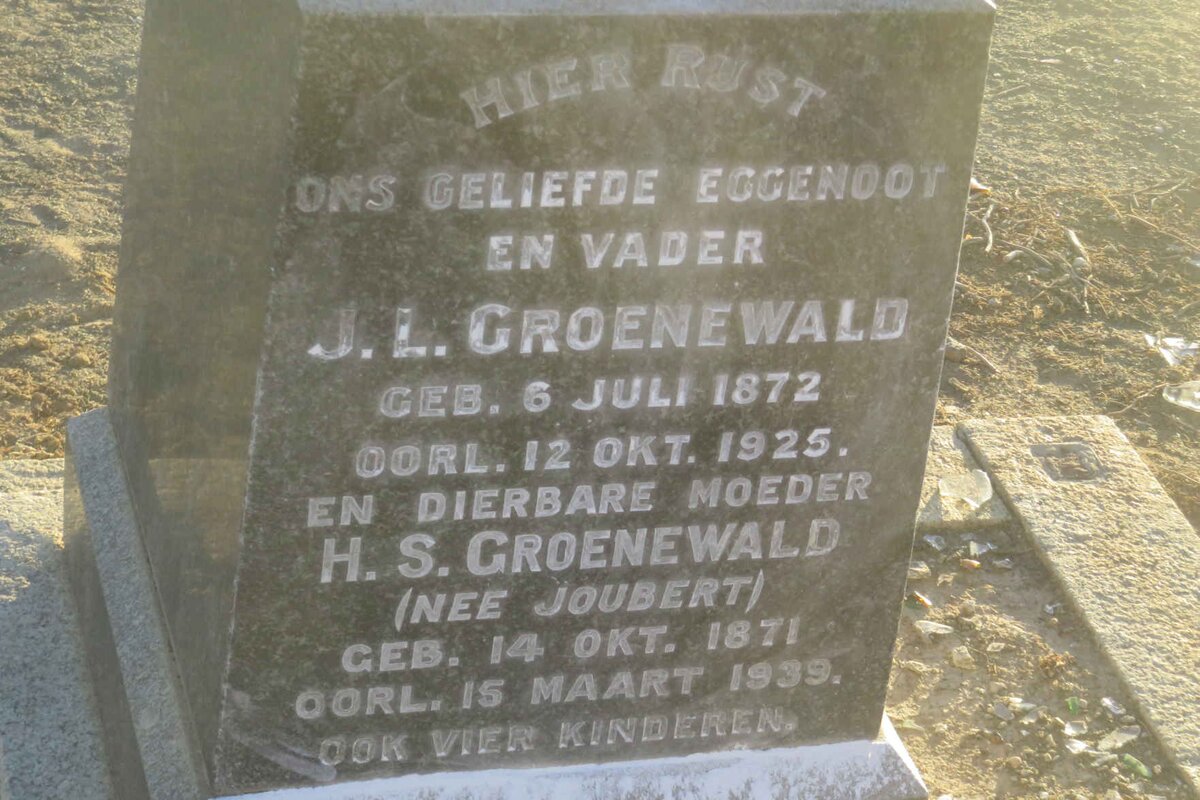 HIER RUST
ONS GELIEFDE EGGENOOT
EN VADER
J. L. GROENEWALD
GEB. 6 JULI 1872
OORL. 12 OKT. 1925.
EN DIERBARE MOEDER
H. S. GROENEWALD
(NEE JOUBERT)
GEB. 14 OKT. 1871
OORL. 15 MAART 1939.
OOK VIER KINDEREN.